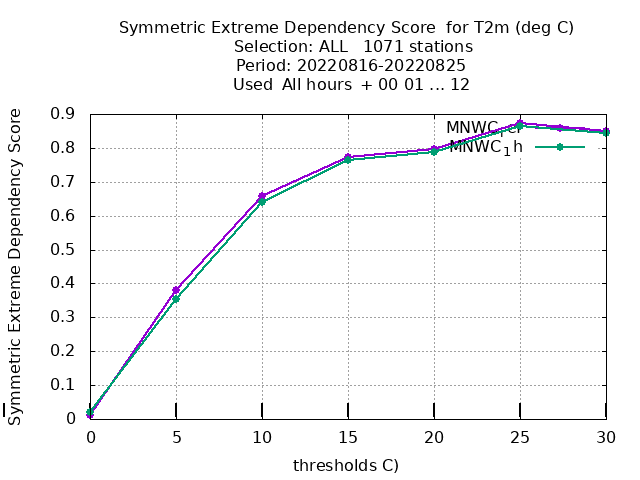 Symmetric Extreme Dependency Score for T2m (deg C)
Selection: ALL 1071 stations
Period: 20220816-20220825
Used All hours + 00 01 ... 12
Symmetric Extreme Dependency Score
0.9
0.8
0.7
0.6
0.5
0.4
0.3
0.2
0.1
0
MNWC_1h
0 5 10 15 20 25 30
thresholds C)